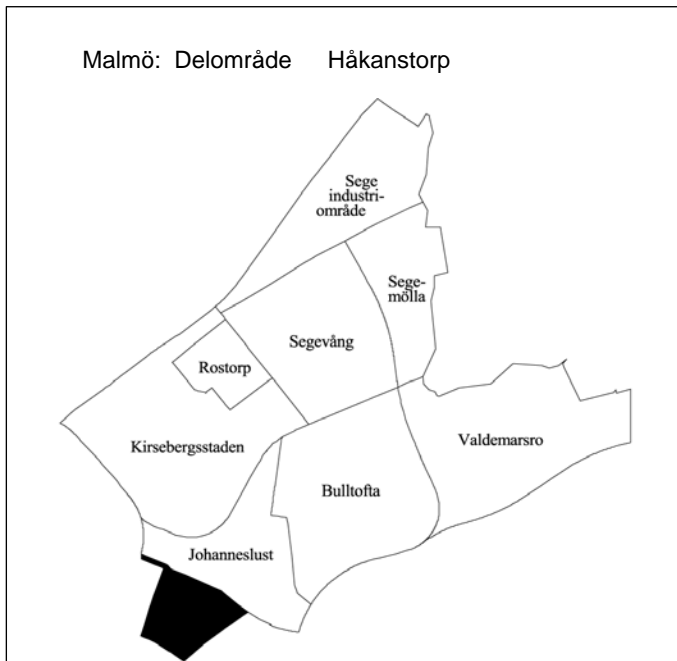 Malmö: Delområde Håkanstorp
Sege
industri-
område
Sege-
mölla
Segevång
Rostorp
Kirsebergsstaden
Valdemarsro
Bulltofta
Johanneslust